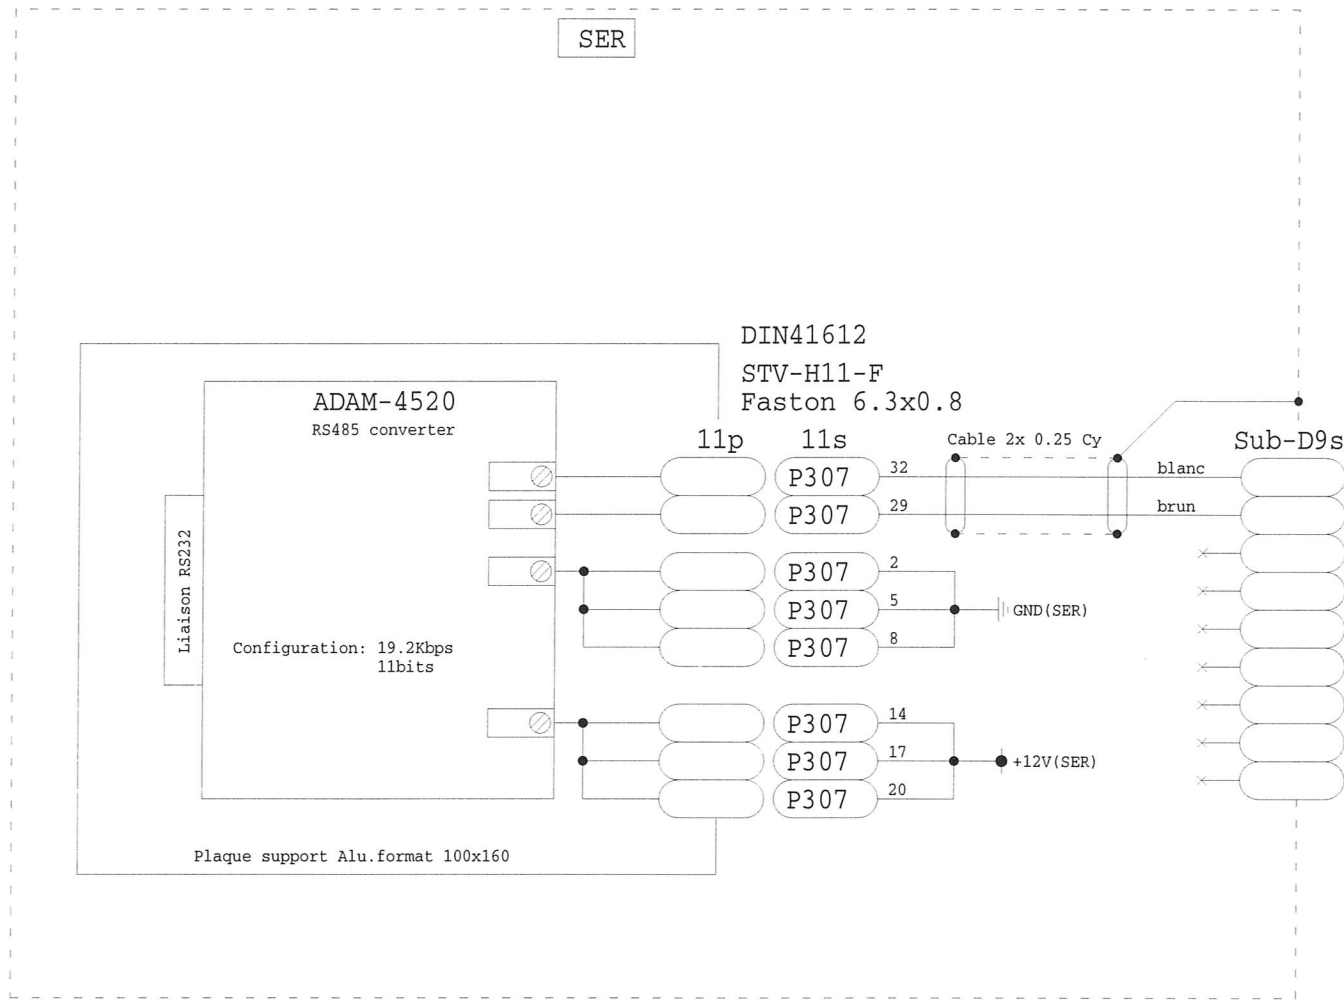 SER
DIN41612
STV-H11-F
Faston 6.3x0.8
ADAM-4520
RS485 converter
11p
11s
Cable 2x 0.25 Cy
Sub-D9s
P307
32
blanc
P307
29
brun
Liaison RS232
P307
2
P307
5
GND(SER)
P307
8
Configuration: 19.2Kbps
11bits
P307
14
P307
17
+12V(SER)
P307
20
Plaque support Alu.format 100x160